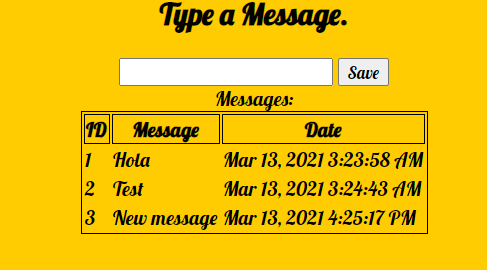 Type a Message.
Save
Messages:
ID Message Date
1 Hola Mar 13, 2021 3:23:58 AM
2 Test Mar 13, 2021 3:24:43 AM
3 New message Mar 13, 2021 4:25:17 PM